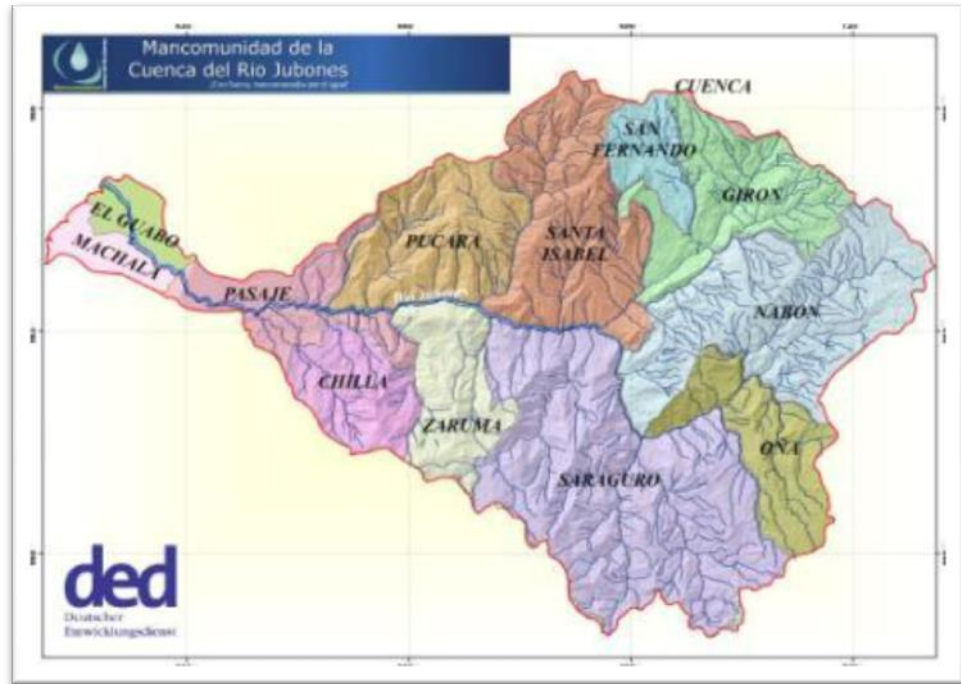 Mancomunidad de la
Cuenca del Río Jubones
CUENCA
SAN
FERNANDO
GIRON
EL GUABO
MACHALA
PUCARA
SANTA
ISABEL
PASAJE
NABON
CHILLA
ZARUMA
OÑA
SARAGURO
ded
Deutscher
Entwicklungsdienst